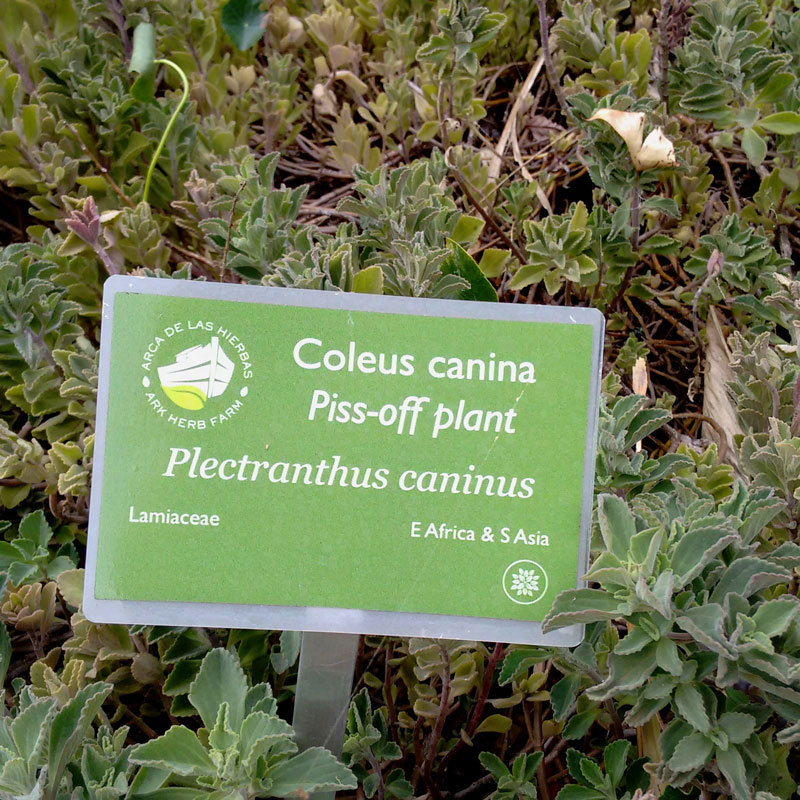 ARCA DE LAS HIERBAS
ARK HERB FARM
Coleus canina
Piss-off plant
Plectranthus caninus
Lamiaceae
E Africa & S Asia